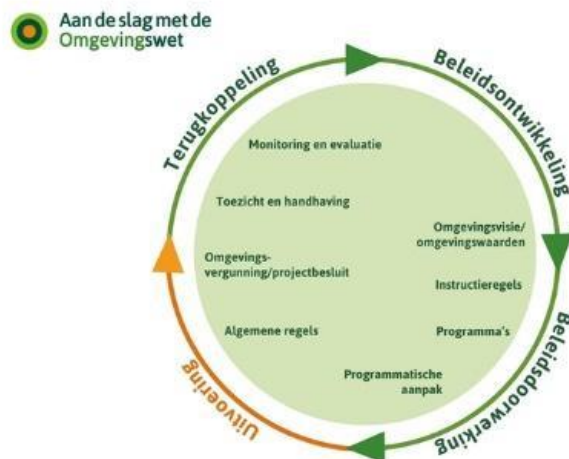 Aan de slag met de
Omgevingswet
Terugkoppeling
Beleidsontwikkeling
Monitoring en evaluatie
Toezicht en handhaving
Omgevingsvisie/
omgevingswaarden
Omgevings-
vergunning/projectbesluit
Instructieregels
Algemene regels
Programma's
Programmatische
aanpak
Uitvoering
Beleidsdoorwerking